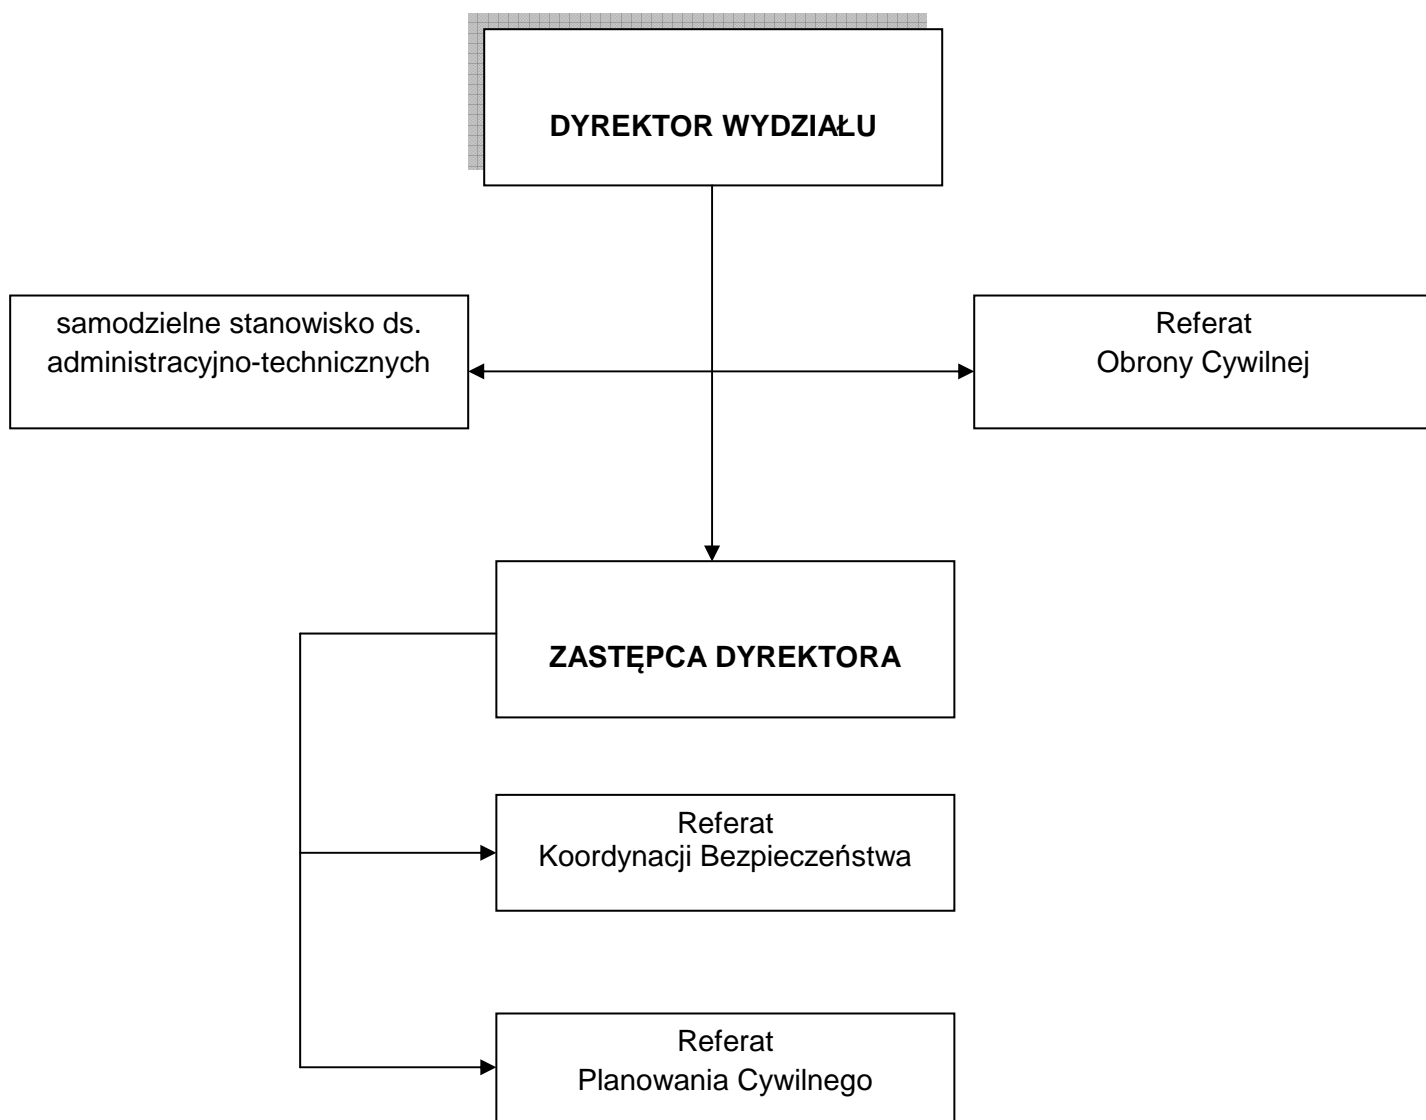 DYREKTOR WYDZIAŁU
samodzielne stanowisko ds.
administracyjno-technicznych
Referat
Obrony Cywilnej
ZASTĘPCA DYREKTORA
Referat
Koordynacji Bezpieczeństwa
Referat
Planowania Cywilnego